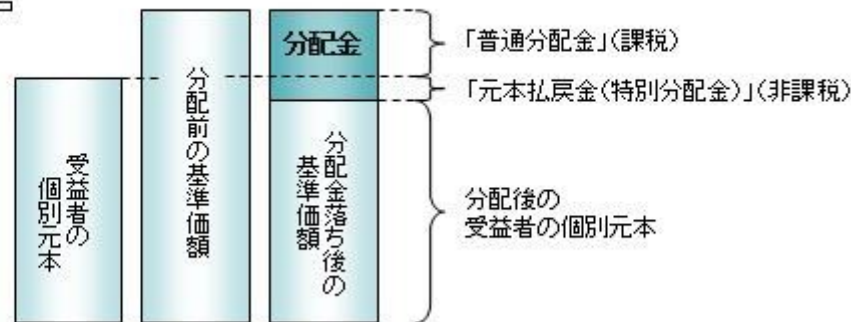 分配金
「普通分配金」(課税)
「元本払戻金(特別分配金)」(非課税)
受益者の
個別元本
分配前の基準価額
分配金落ち後の
基準価額
分配後の
受益者の個別元本